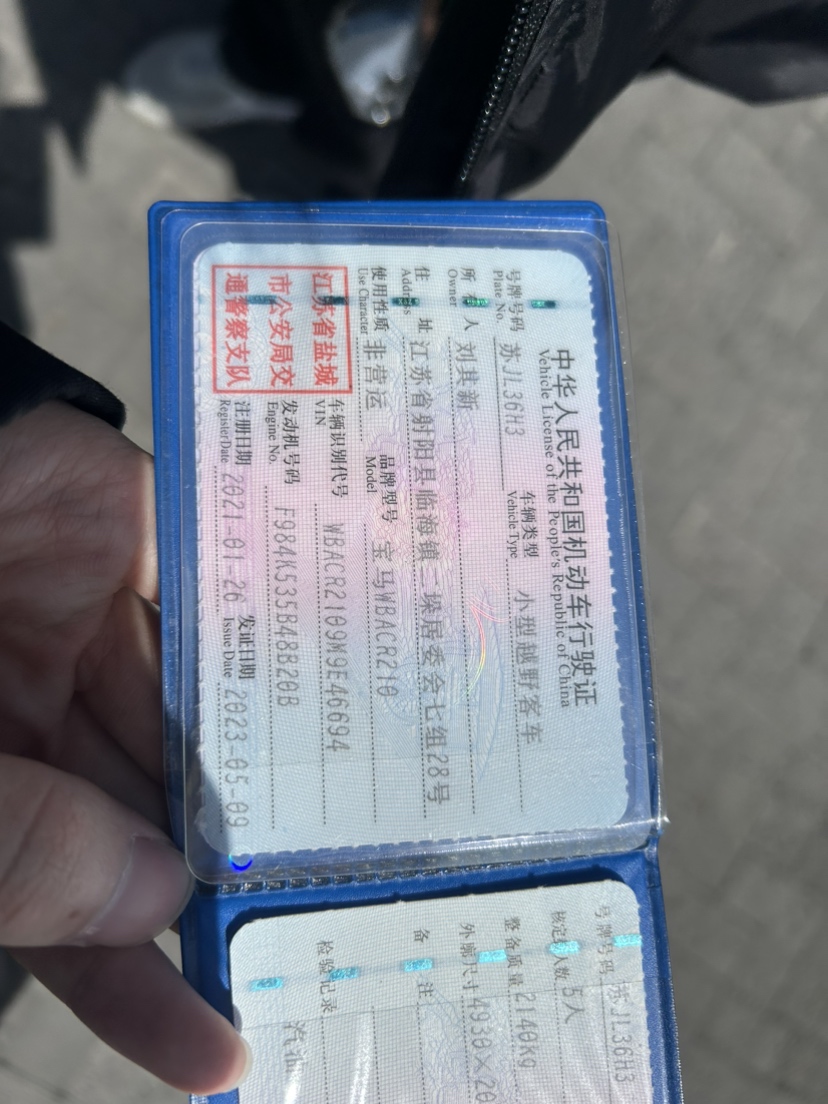 中华人民共和国机动车行驶证
Vehicle License of the People's Republic of China
号牌号码 苏JL36H3 车辆类型 小型越野客车
Plate No. Vehicle Type
所有人 刘其新
Owner
住址 江苏省射阳县临海镇二垛居委会七组28号
Address
使用性质 非营运 品牌型号 宝马WBACR210
Use Character Model
江苏省盐城
市公安局交
通警察支队
车辆识别代号 WBACR2109M9E46694
VIN
发动机号码 F984K535B48B20B
Engine No.
注册日期 2021-01-26 发证日期 2023-05-09
Register Date Issue Date
号牌号码 苏JL36H3
核定载人数 5人
整备质量 2140kg
外廓尺寸 4930×20
备注
检验记录
汽油